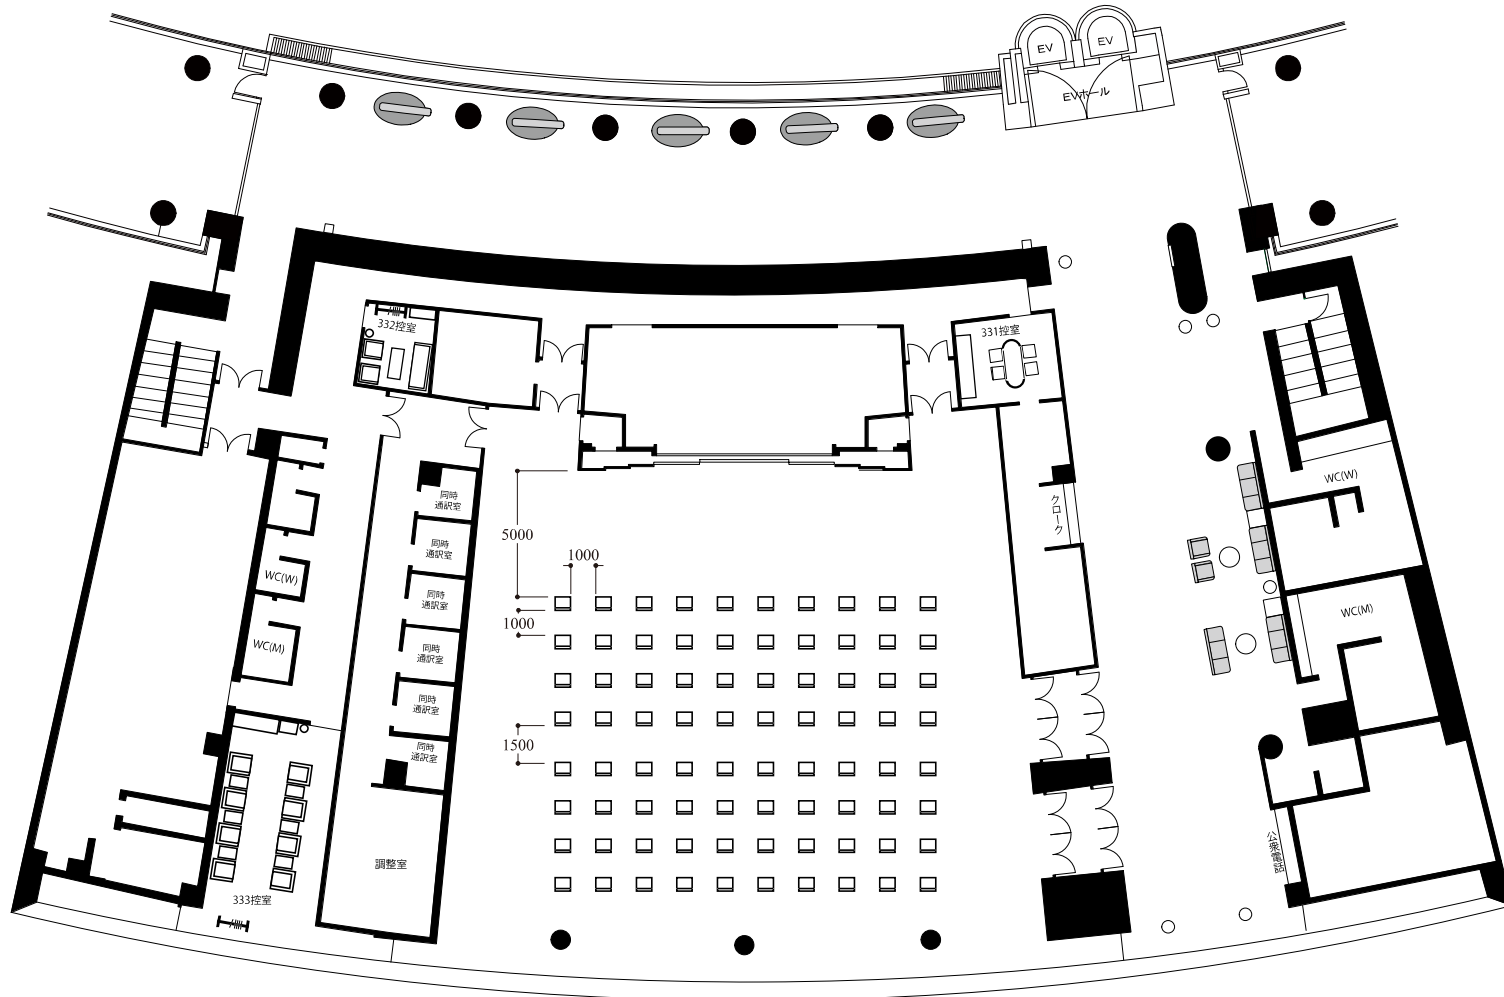 EV
EV
EVホール
332控室
331控室
同時
通訳室
5000
1000
クローク
WC(W)
同時
通訳室
WC(W)
同時
通訳室
1000
WC(M)
WC(M)
同時
通訳室
同時
通訳室
1500
同時
通訳室
調整室
公衆電話
333控室